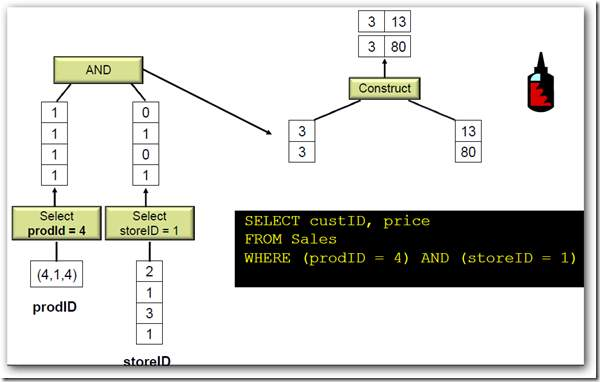 3 13
3 80
AND
Construct
1
1
1
1
0
1
0
1
3
3
13
80
Select
prodId = 4
Select
storeID = 1
SELECT custID, price
FROM Sales
WHERE (prodID = 4) AND (storeID = 1)
(4,1,4)
prodID
2
1
3
1
storeID